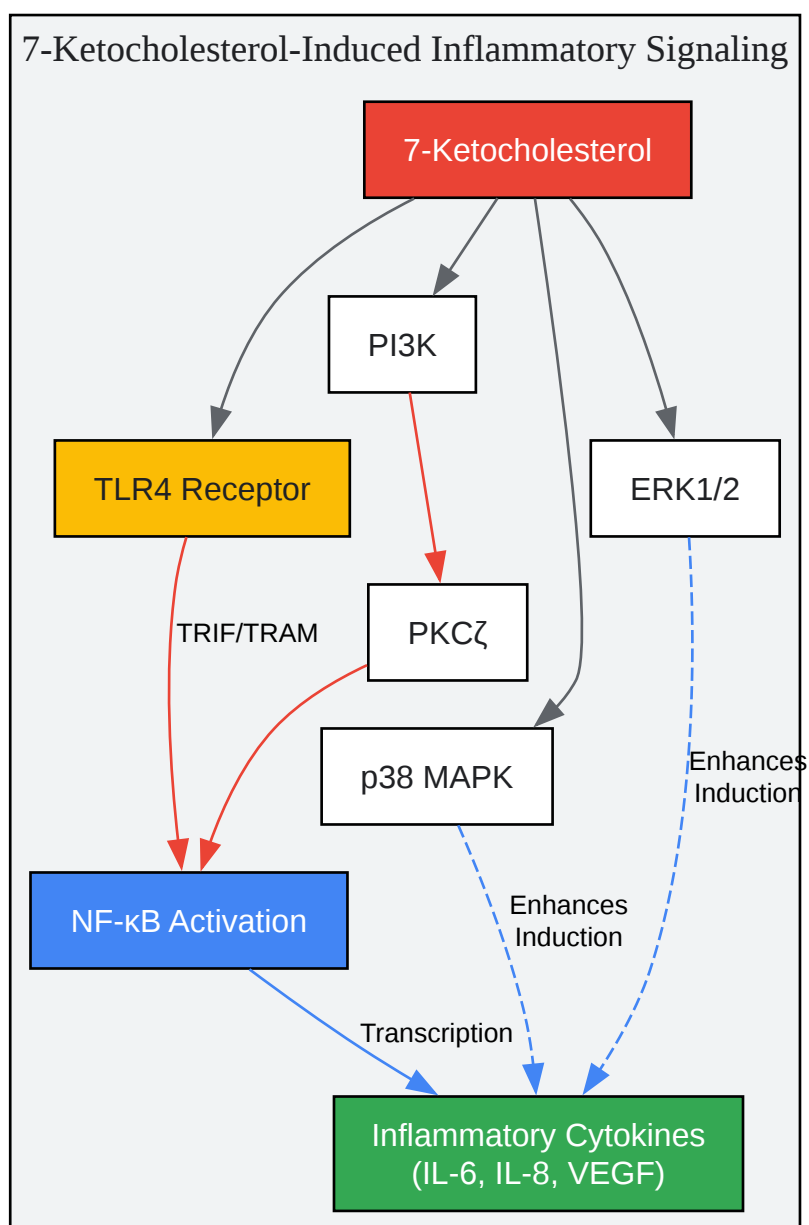 7-Ketocholesterol-Induced Inflammatory Signaling
7-Ketocholesterol
PI3K
TLR4 Receptor
ERK1/2
TRIF/TRAM
PKCζ
p38 MAPK
Enhances
Induction
NF-κB Activation
Enhances
Induction
Transcription
Inflammatory Cytokines
(IL-6, IL-8, VEGF)